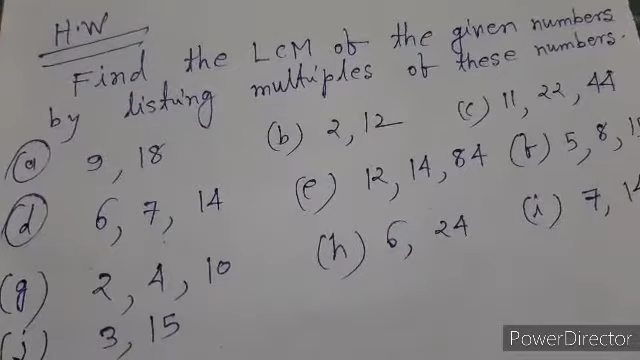 H.W
Find the LCM of the given numbers
by listing multiples of these numbers.
(a) 9, 18 (b) 2, 12 (c) 11, 22, 44
(d) 6, 7, 14 (e) 12, 14, 84 (f) 5, 8,
(g) 2, 4, 10 (h) 6, 24 (i) 7,
(j) 3, 15
PowerDirector